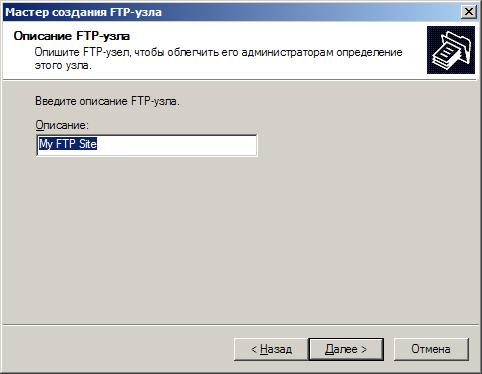 Мастер создания FTP-узла
Описание FTP-узла
Опишите FTP-узел, чтобы облегчить его администраторам определение
этого узла.
Введите описание FTP-узла.
Описание:
My FTP Site
< Назад
Далее >
Отмена